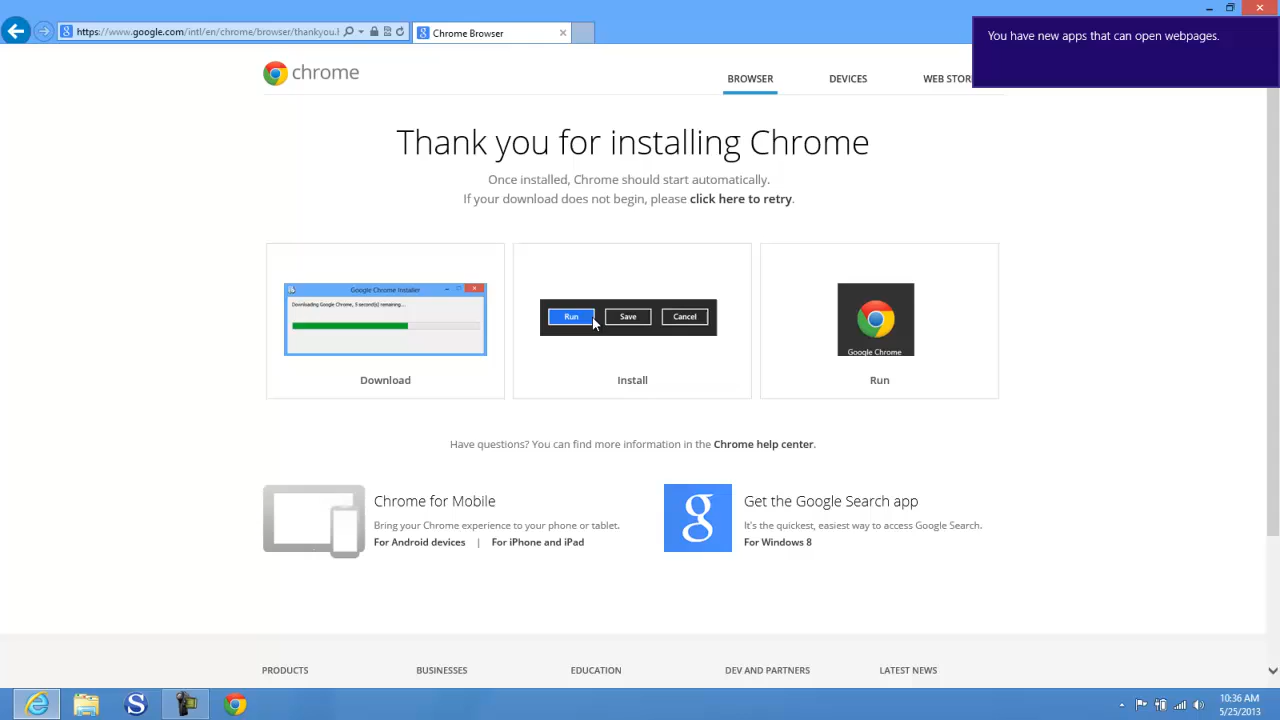 https://www.google.com/intl/en/chrome/browser/thankyou.h
Chrome Browser
You have new apps that can open webpages.
chrome
BROWSER
DEVICES
WEB STOR
Thank you for installing Chrome
Once installed, Chrome should start automatically.
If your download does not begin, please click here to retry.
Google Chrome Installer
Downloading Google Chrome, 5 second(s) remaining...
Run
Save
Cancel
Google Chrome
Download
Install
Run
Have questions? You can find more information in the Chrome help center.
Chrome for Mobile
Bring your Chrome experience to your phone or tablet.
For Android devices | For iPhone and iPad
g
Get the Google Search app
It's the quickest, easiest way to access Google Search.
For Windows 8
PRODUCTS
BUSINESSES
EDUCATION
DEV AND PARTNERS
LATEST NEWS
S
10:36 AM
5/25/2013